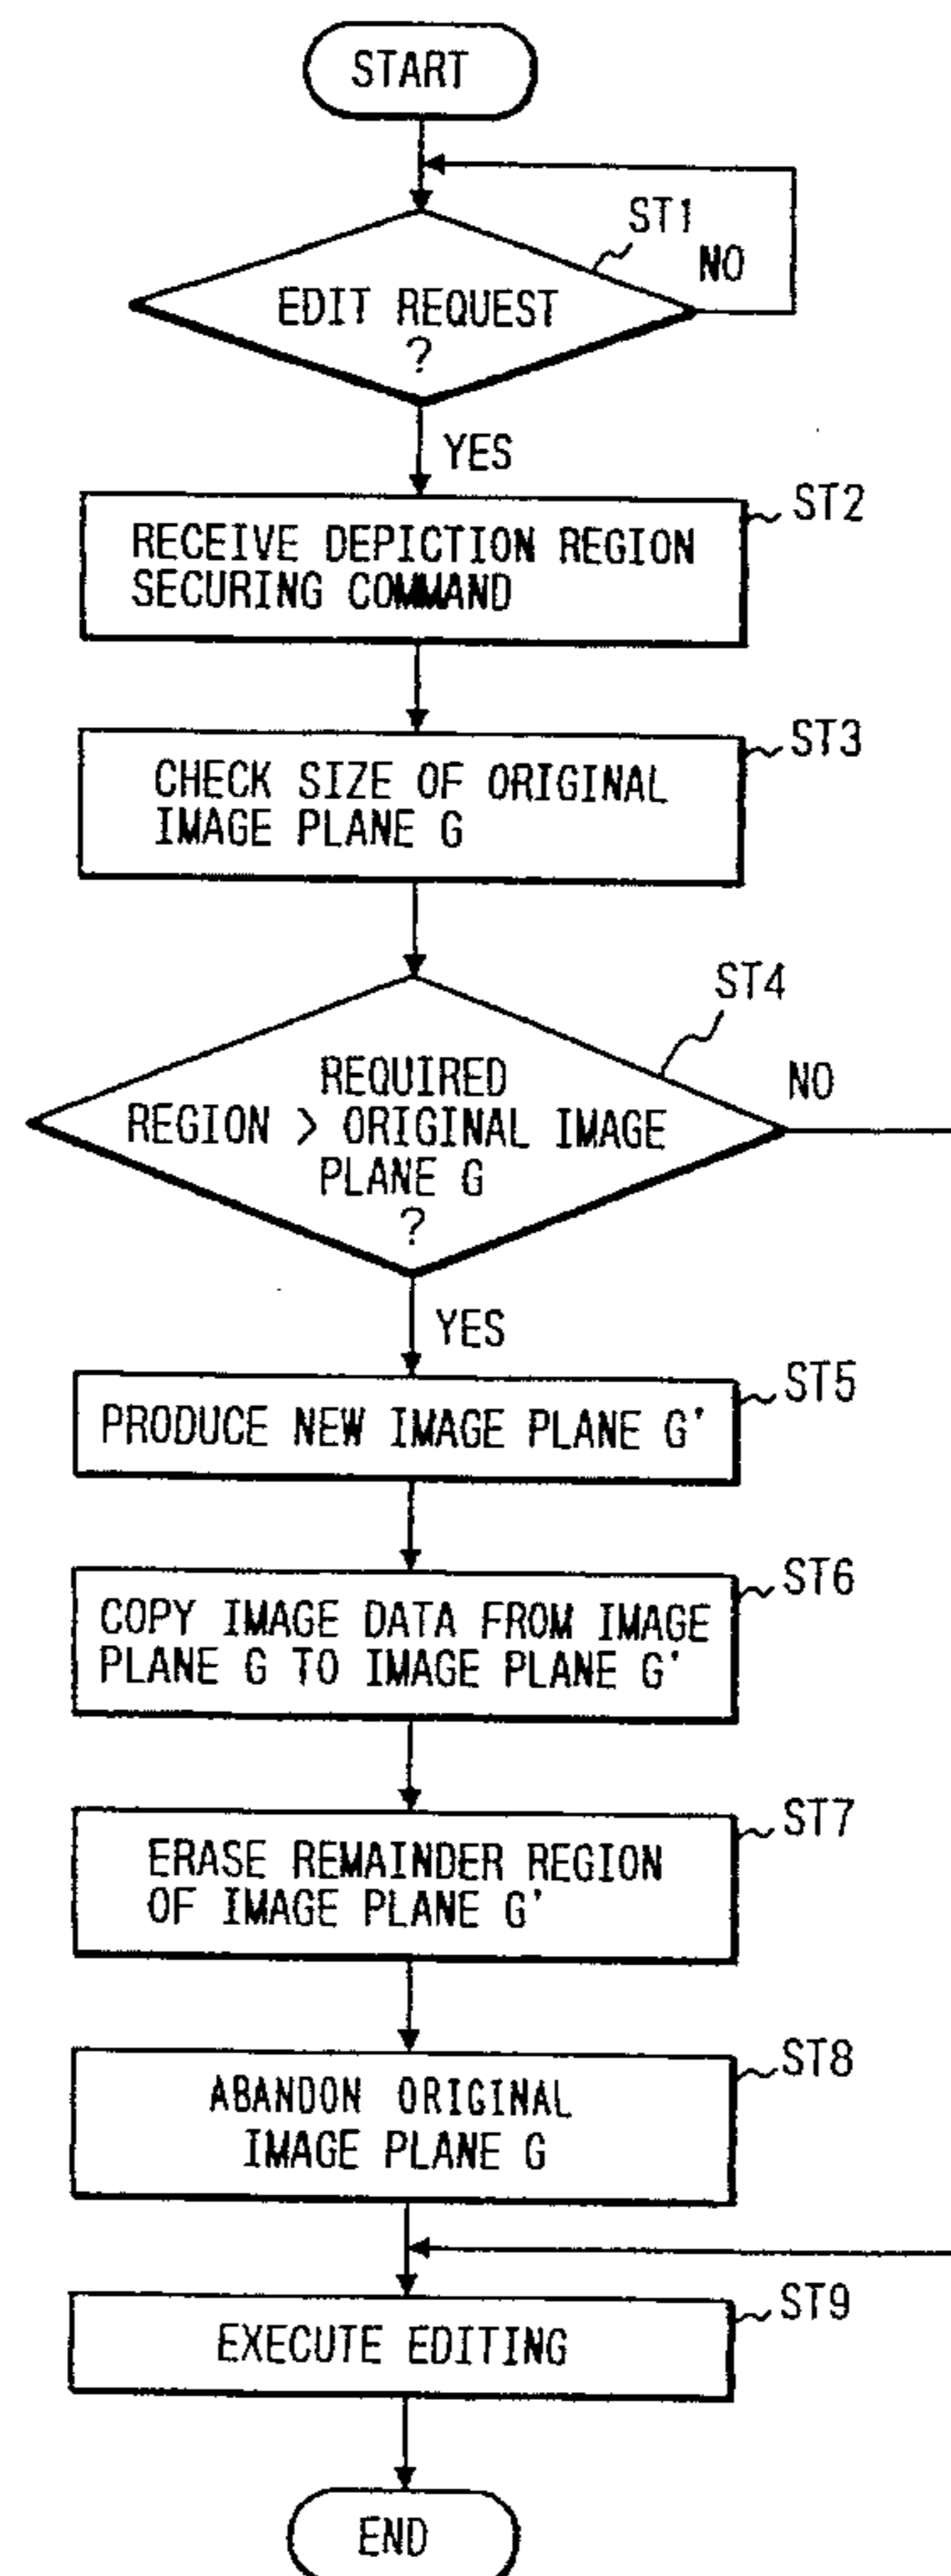 START
ST1
NO
EDIT REQUEST
?
YES
ST2
RECEIVE DEPICTION REGION
SECURING COMMAND
ST3
CHECK SIZE OF ORIGINAL
IMAGE PLANE G
ST4
NO
REQUIRED
REGION > ORIGINAL IMAGE
PLANE G
?
YES
ST5
PRODUCE NEW IMAGE PLANE G'
ST6
COPY IMAGE DATA FROM IMAGE
PLANE G TO IMAGE PLANE G'
ST7
ERASE REMAINDER REGION
OF IMAGE PLANE G'
ST8
ABANDON ORIGINAL
IMAGE PLANE G
ST9
EXECUTE EDITING
END